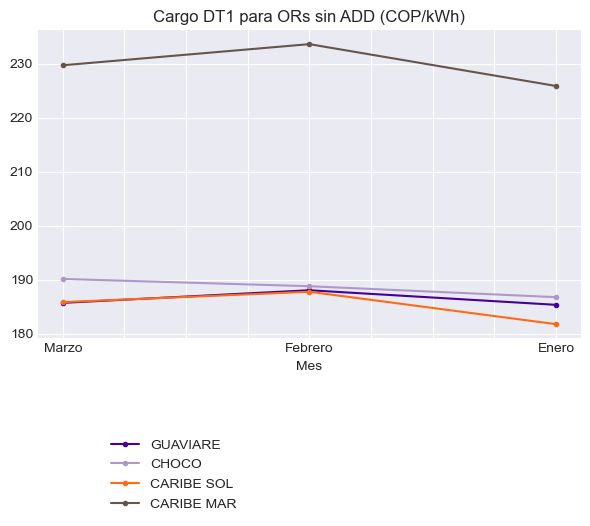 Cargo DT1 para ORs sin ADD (COP/kWh)
230
220
210
200
190
180
Marzo Febrero Enero
Mes
GUAVIARE
CHOCO
CARIBE SOL
CARIBE MAR